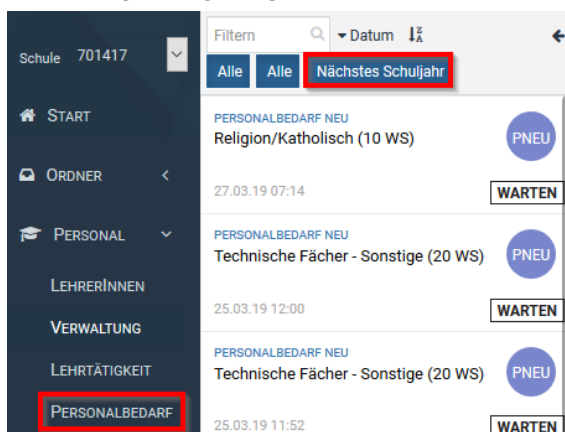 Schule 701417
START
ORDNER
PERSONAL
LEHRERINNEN
VERWALTUNG
LEHRTÄTIGKEIT
PERSONALBEDARF
Filtern Datum
Alle Alle Nächstes Schuljahr
PERSONALBEDARF NEU
Religion/Katholisch (10 WS)
PNEU
27.03.19 07:14 WARTEN
PERSONALBEDARF NEU
Technische Fächer - Sonstige (20 WS)
PNEU
25.03.19 12:00 WARTEN
PERSONALBEDARF NEU
Technische Fächer - Sonstige (20 WS)
PNEU
25.03.19 11:52 WARTEN